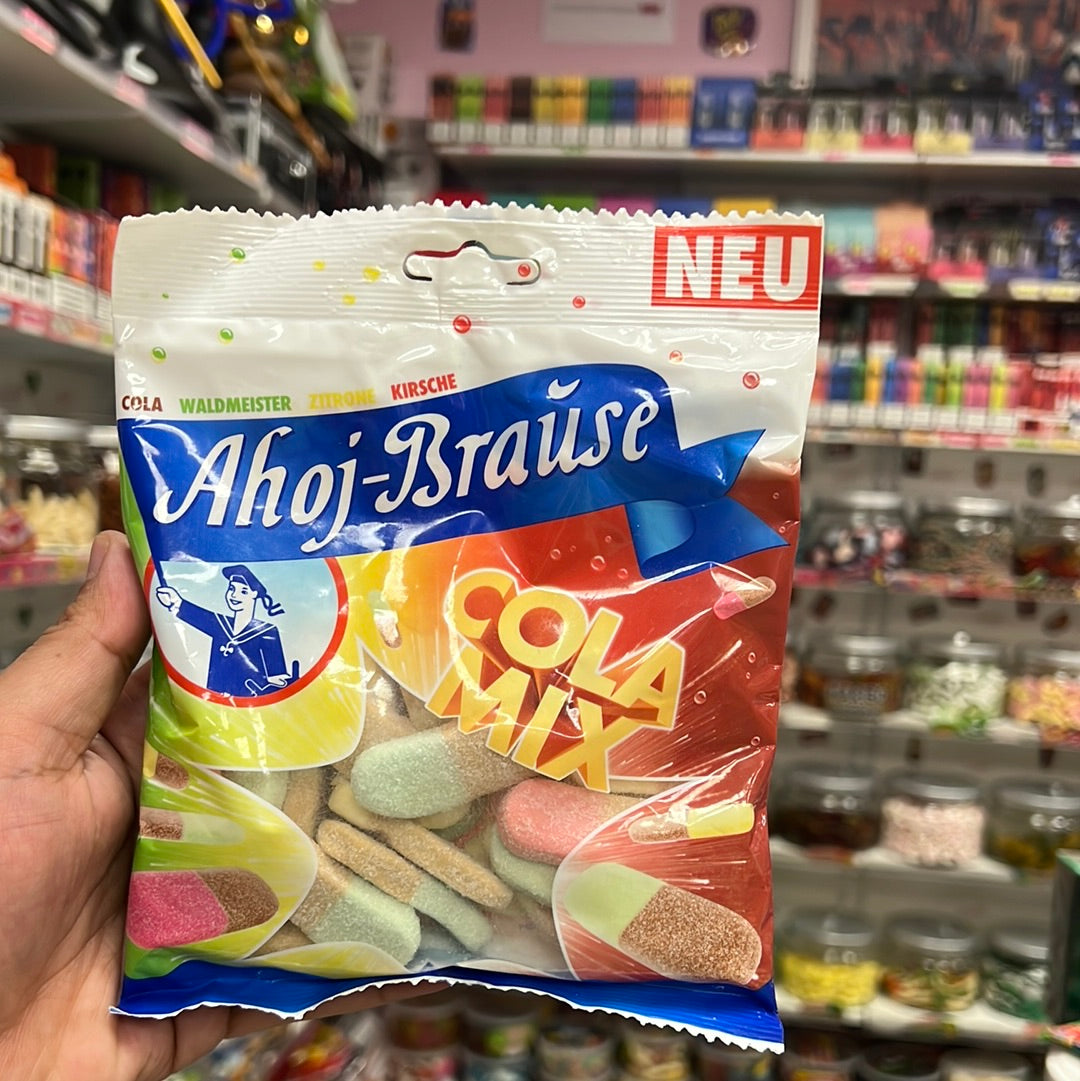 NEU
COLA WALDMEISTER ZITRONE KIRSCHE
Ahoj-Brause
COLA
MIX